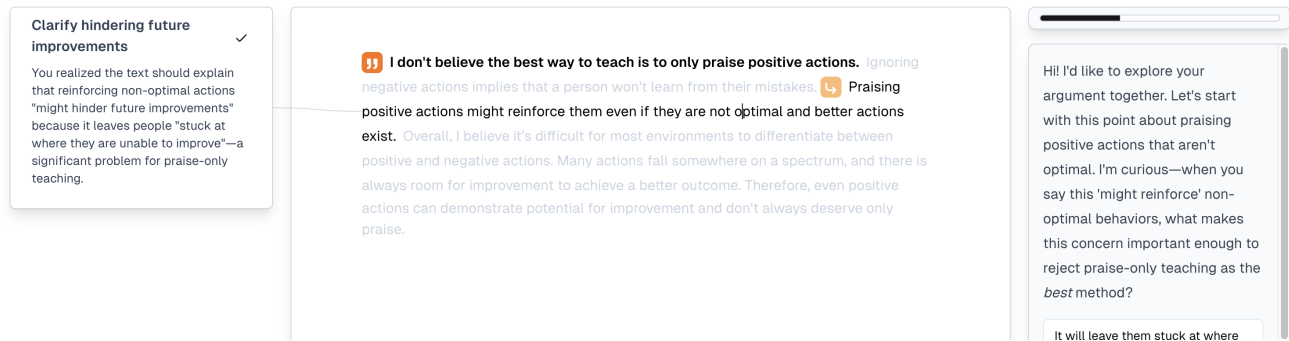 Clarify hindering future
improvements
You realized the text should explain
that reinforcing non-optimal actions
"might hinder future improvements"
because it leaves people "stuck at
where they are unable to improve"—a
significant problem for praise-only
teaching.
I don't believe the best way to teach is to only praise positive actions. Ignoring
negative actions implies that a person won't learn from their mistakes. Praising
positive actions might reinforce them even if they are not optimal and better actions
exist. Overall, I believe it's difficult for most environments to differentiate between
positive and negative actions. Many actions fall somewhere on a spectrum, and there is
always room for improvement to achieve a better outcome. Therefore, even positive
actions can demonstrate potential for improvement and don't always deserve only
praise.
Hi! I'd like to explore your
argument together. Let's start
with this point about praising
positive actions that aren't
optimal. I'm curious—when you
say this 'might reinforce' non-
optimal behaviors, what makes
this concern important enough to
reject praise-only teaching as the
best method?
It will leave them stuck at where